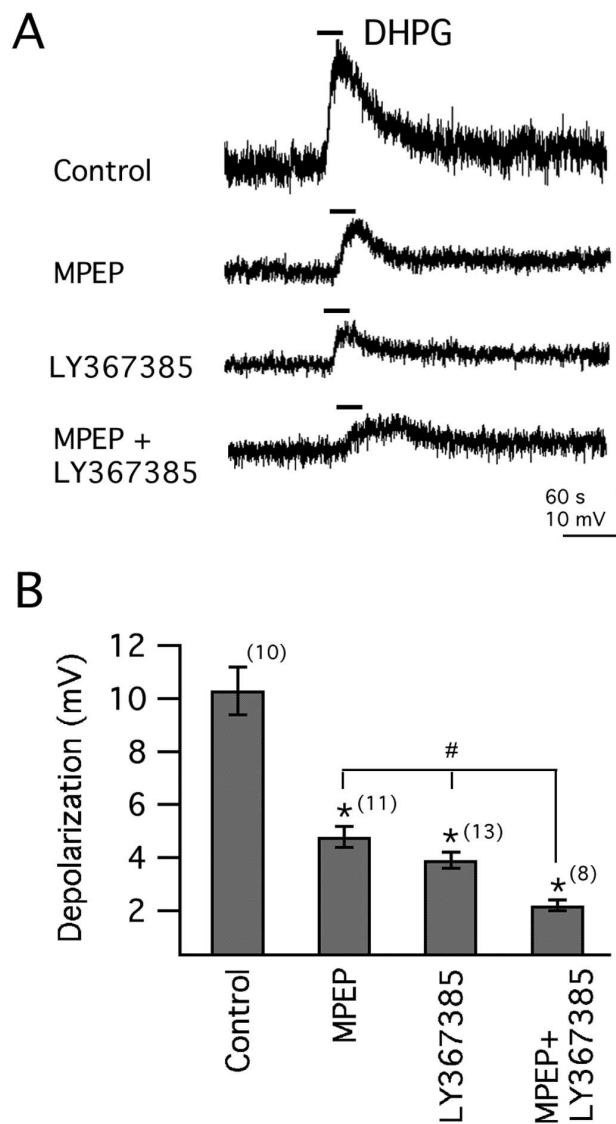 A
DHPG
Control
MPEP
LY367385
MPEP +
LY367385
60 s
10 mV
B
Depolarization (mV)
12
10
8
6
4
2
(10)
#
* (11)
* (13)
* (8)
Control
MPEP
LY367385
MPEP+
LY367385